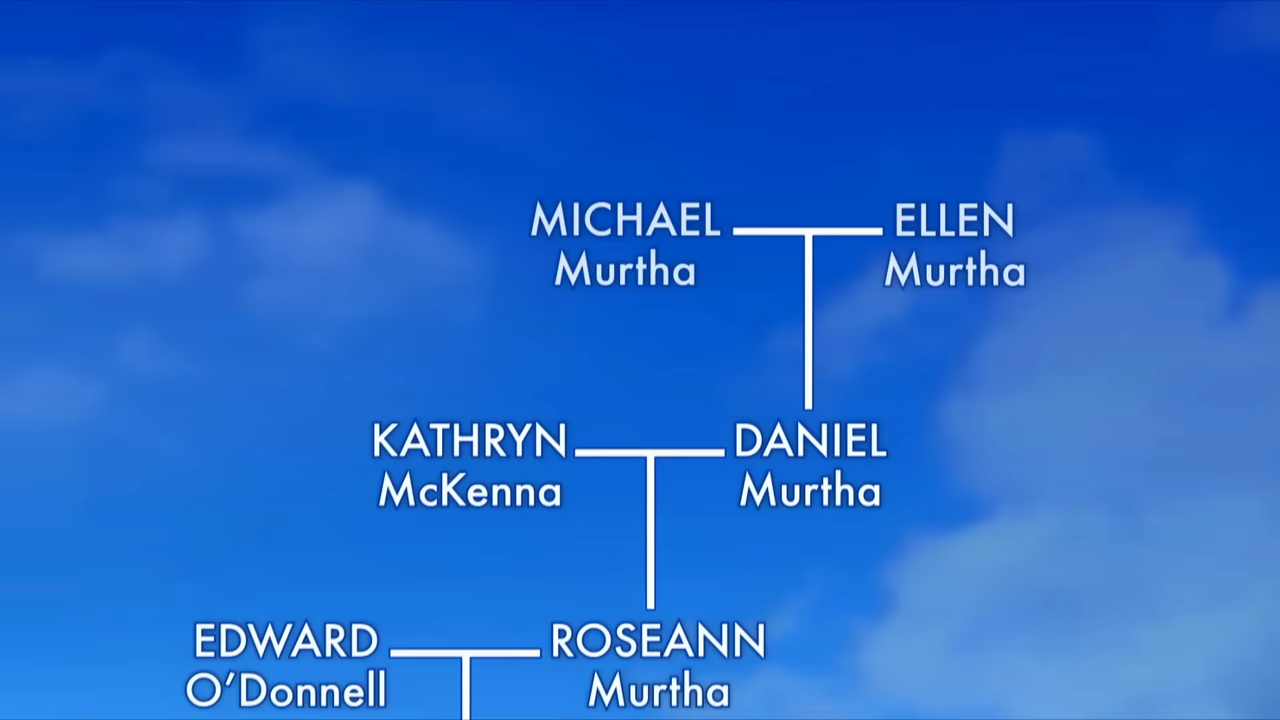 MICHAEL
Murtha
ELLEN
Murtha
KATHRYN
McKenna
DANIEL
Murtha
EDWARD
O'Donnell
ROSEANN
Murtha